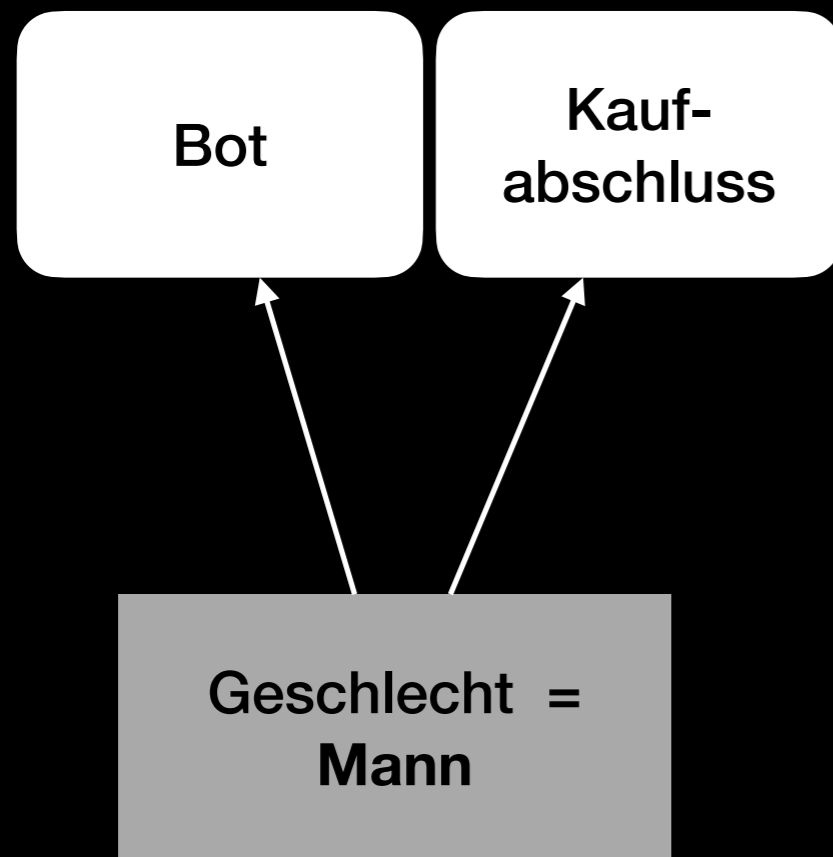 Bot
Kauf-
abschluss
Geschlecht =
Mann